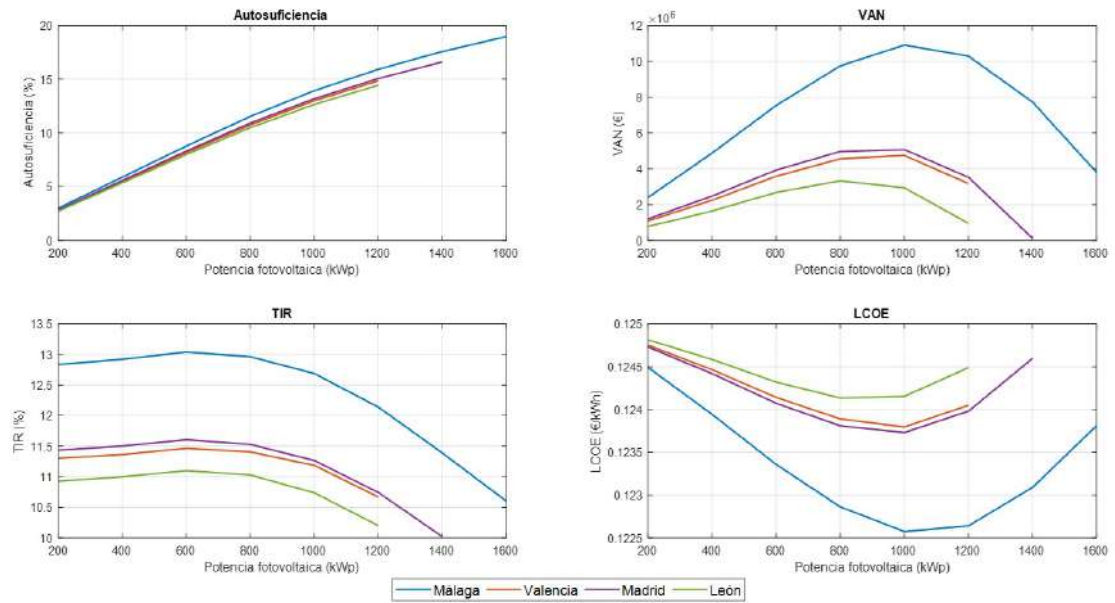 Autosuficiencia
20
15
10
5
0
Autosuficiencia (%)
200 400 600 800 1000 1200 1400 1600
Potencia fotovoltaica (kWp)
VAN
×10⁶
12
10
8
6
4
2
0
VAN (€)
200 400 600 800 1000 1200 1400 1600
Potencia fotovoltaica (kWp)
TIR
13.5
13
12.5
12
11.5
11
10.5
10
TIR (%)
200 400 600 800 1000 1200 1400 1600
Potencia fotovoltaica (kWp)
LCOE
0.125
0.1245
0.124
0.1235
0.123
0.1225
LCOE (€/kWh)
200 400 600 800 1000 1200 1400 1600
Potencia fotovoltaica (kWp)
Málaga Valencia Madrid León